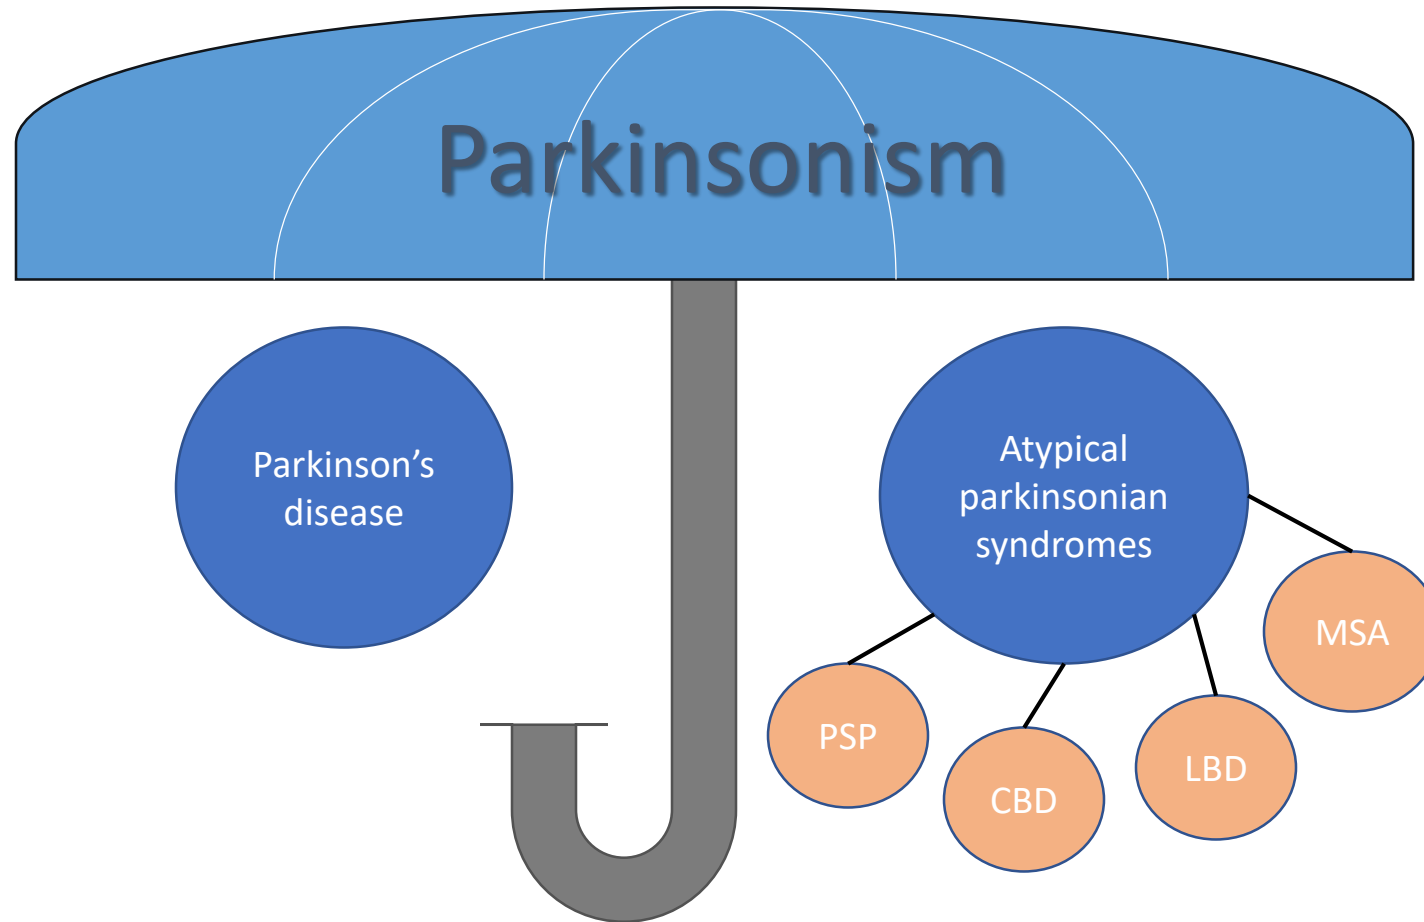 Parkinsonism
Parkinson’s
disease
Atypical
parkinsonian
syndromes
MSA
PSP
LBD
CBD